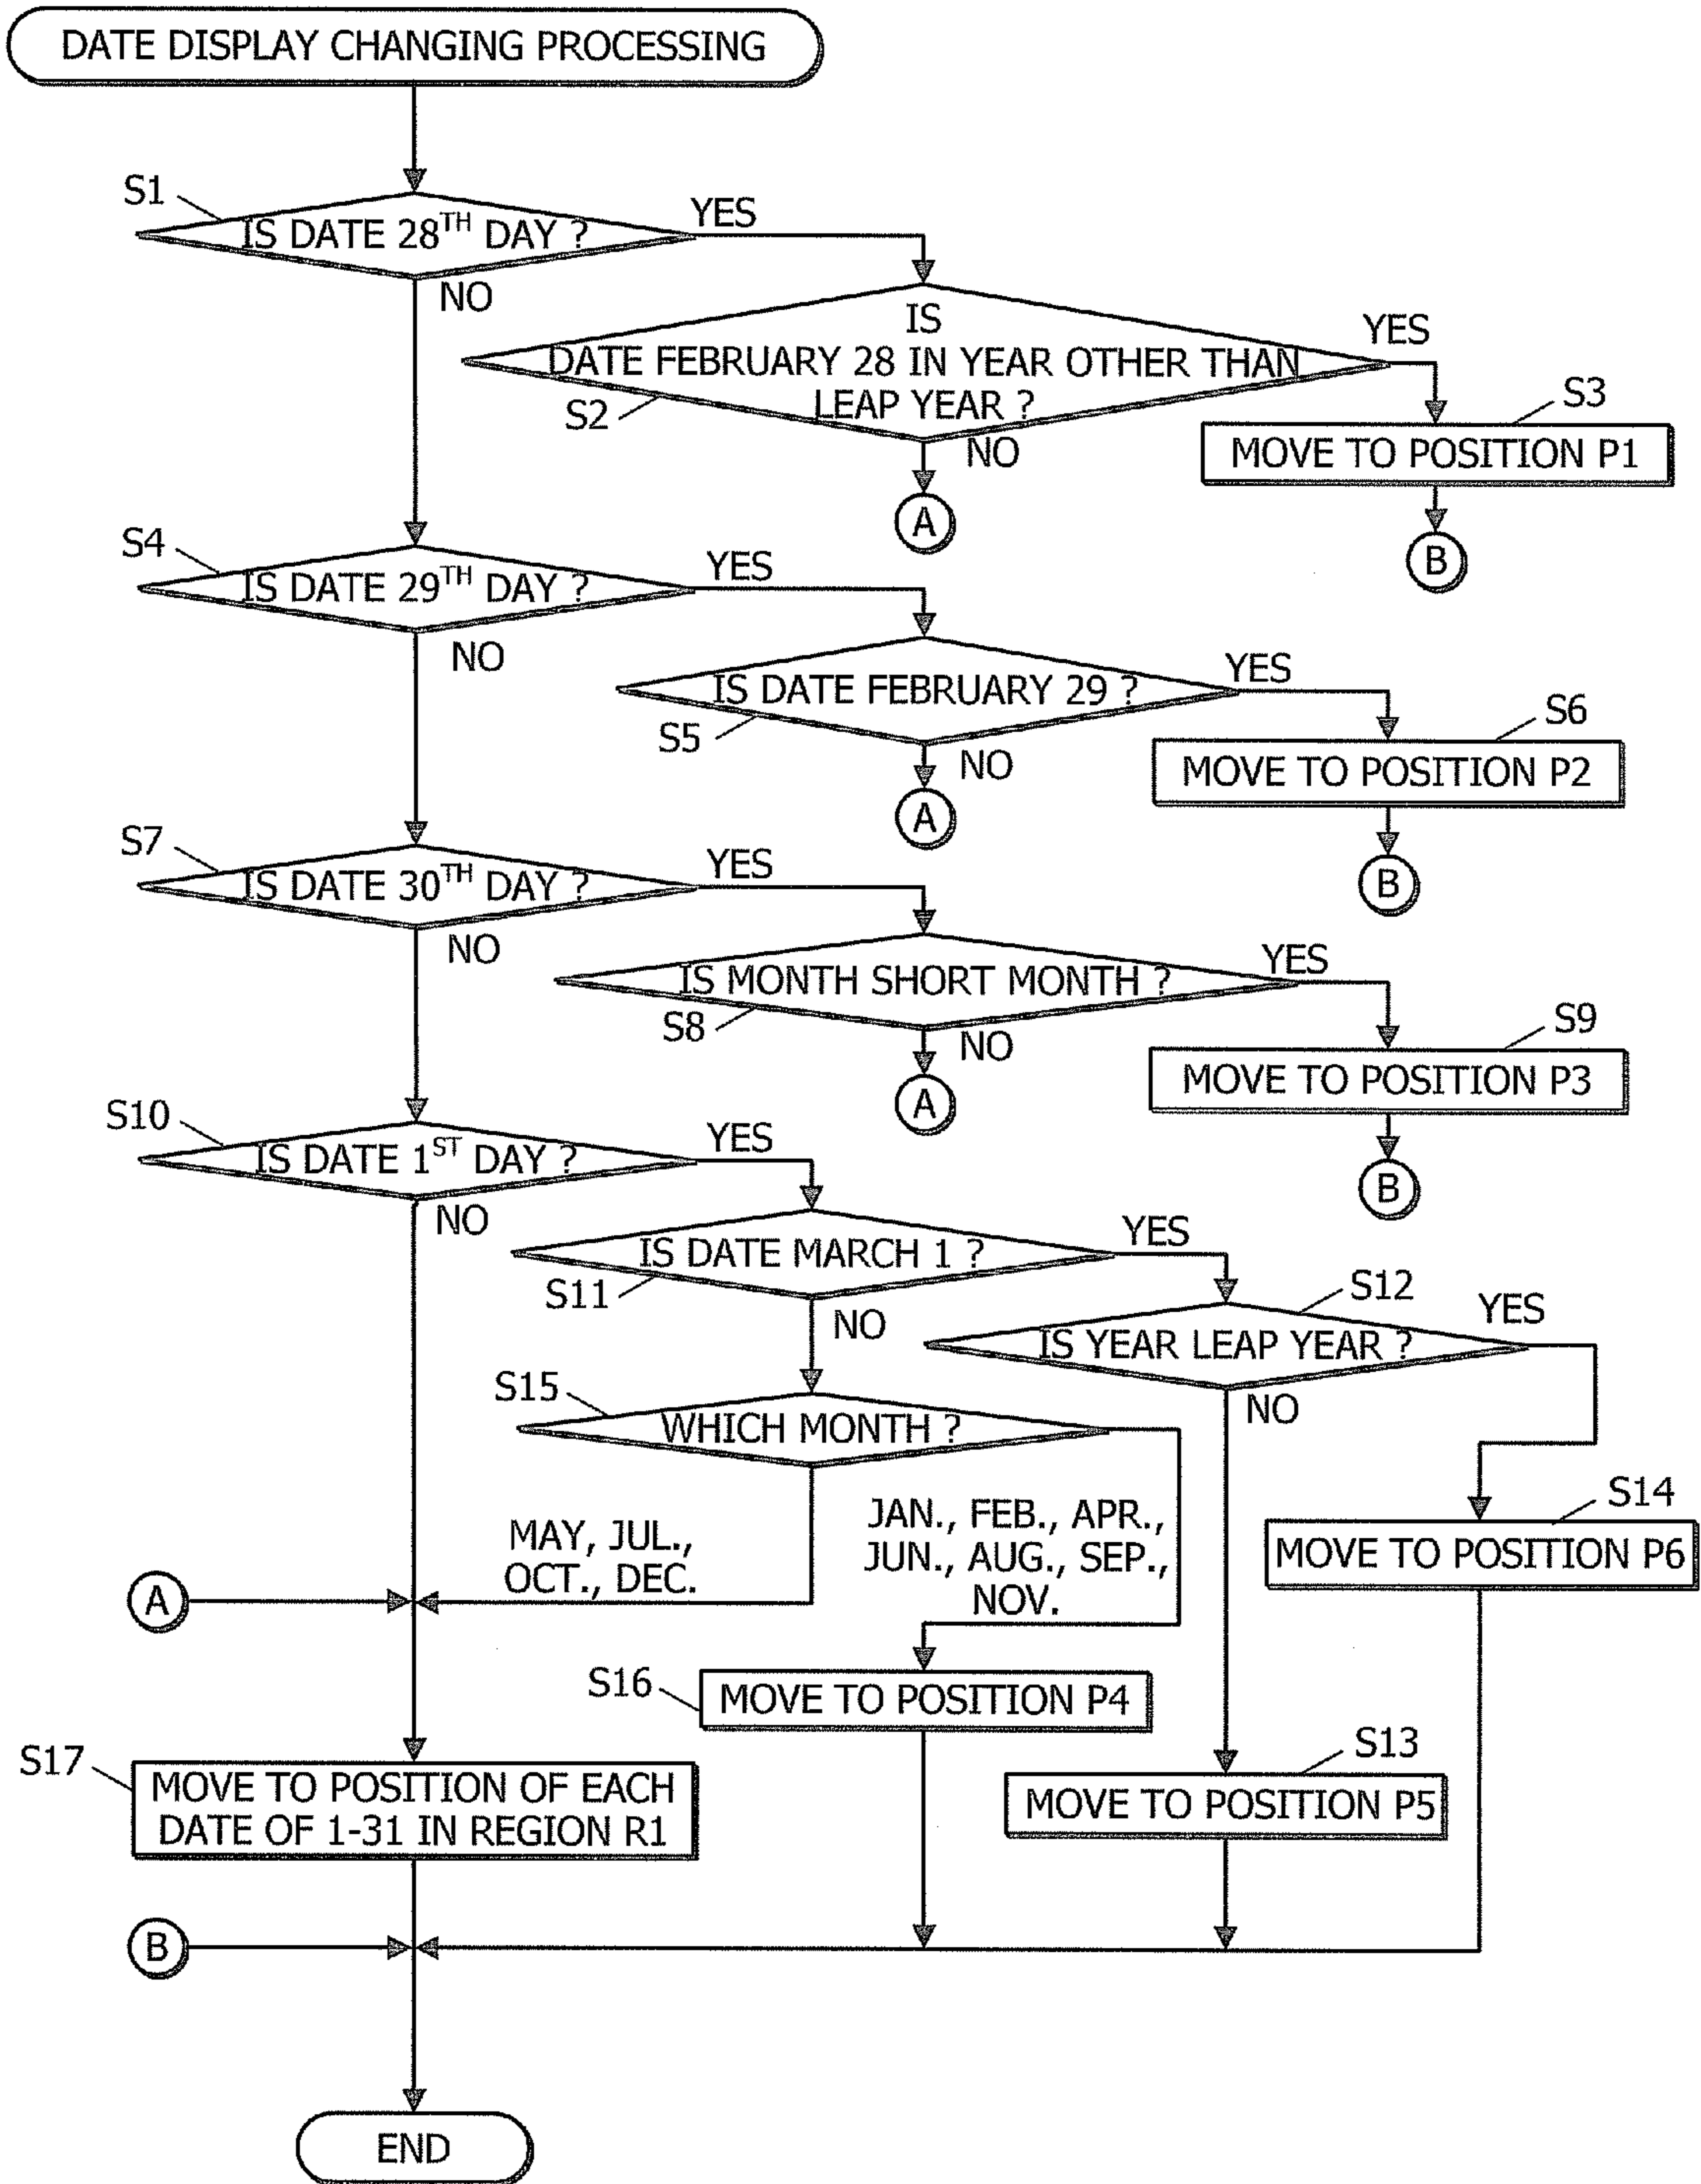 DATE DISPLAY CHANGING PROCESSING
S1
IS DATE 28TH DAY ?
YES
NO
IS
DATE FEBRUARY 28 IN YEAR OTHER THAN
LEAP YEAR ?
S2
YES
NO
A
S3
MOVE TO POSITION P1
B
S4
IS DATE 29TH DAY ?
YES
NO
IS DATE FEBRUARY 29 ?
S5
YES
NO
A
S6
MOVE TO POSITION P2
B
S7
IS DATE 30TH DAY ?
YES
NO
IS MONTH SHORT MONTH ?
S8
YES
NO
A
S9
MOVE TO POSITION P3
B
S10
IS DATE 1ST DAY ?
YES
NO
IS DATE MARCH 1 ?
S11
YES
NO
S12
IS YEAR LEAP YEAR ?
YES
NO
S15
WHICH MONTH ?
MAY, JUL.,
OCT., DEC.
JAN., FEB., APR.,
JUN., AUG., SEP.,
NOV.
S14
MOVE TO POSITION P6
A
S16
MOVE TO POSITION P4
S13
MOVE TO POSITION P5
S17
MOVE TO POSITION OF EACH
DATE OF 1-31 IN REGION R1
B
END